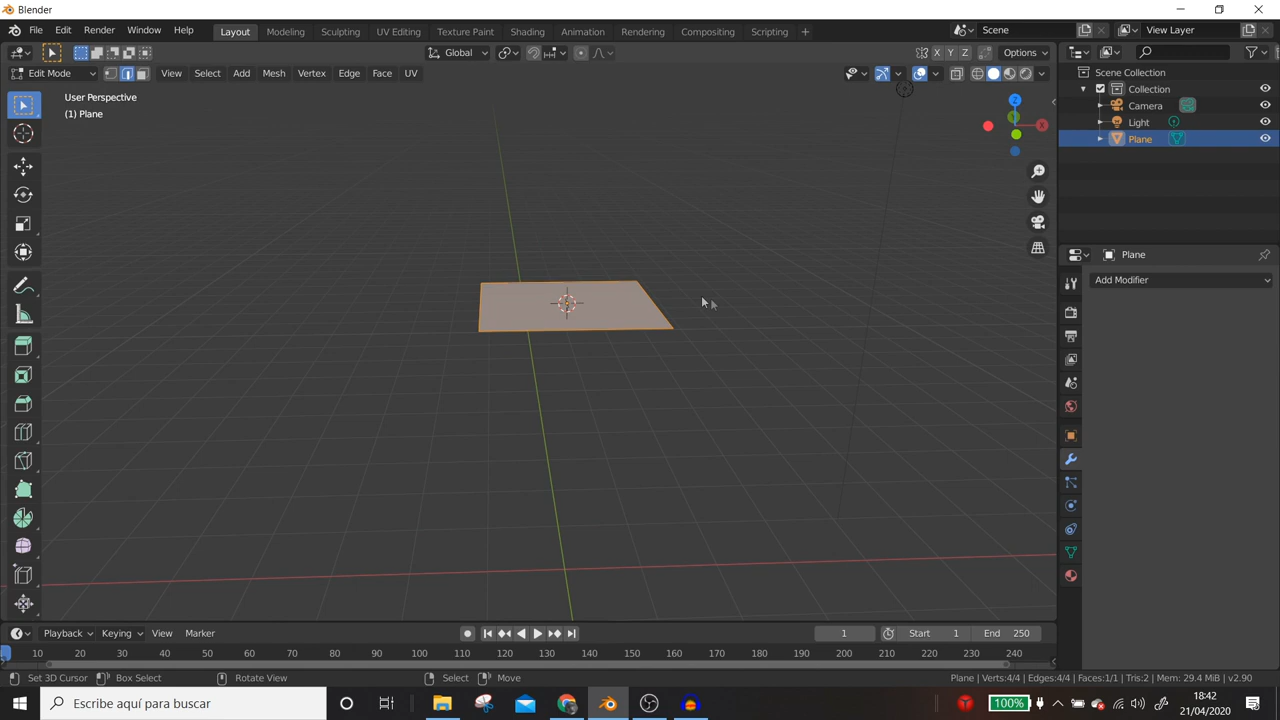 Blender
File Edit Render Window Help Layout Modeling Sculpting UV Editing Texture Paint Shading Animation Rendering Compositing Scripting + Scene View Layer
Global X Y Z Options
Edit Mode View Select Add Mesh Vertex Edge Face UV
User Perspective
(1) Plane
Z
X
Scene Collection
Collection
Camera
Light
Plane
Plane
Add Modifier
Playback Keying View Marker 1 Start 1 End 250
10 20 30 40 50 60 70 80 90 100 110 120 130 140 150 160 170 180 190 200 210 220 230 240
Set 3D Cursor Box Select Rotate View Select Move Plane | Verts:4/4 | Edges:4/4 | Faces:1/1 | Tris:2 | Mem: 29.4 MiB | v2.90
Escribe aquí para buscar 100% 18:42
21/04/2020